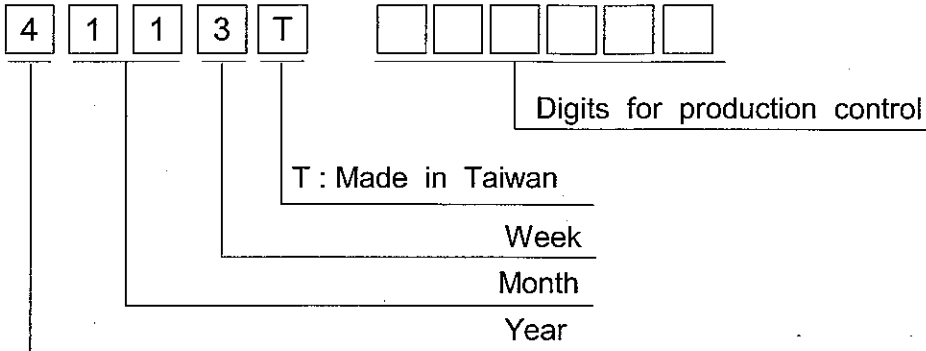 4 1 1 3 T
Digits for production control
T : Made in Taiwan
Week
Month
Year